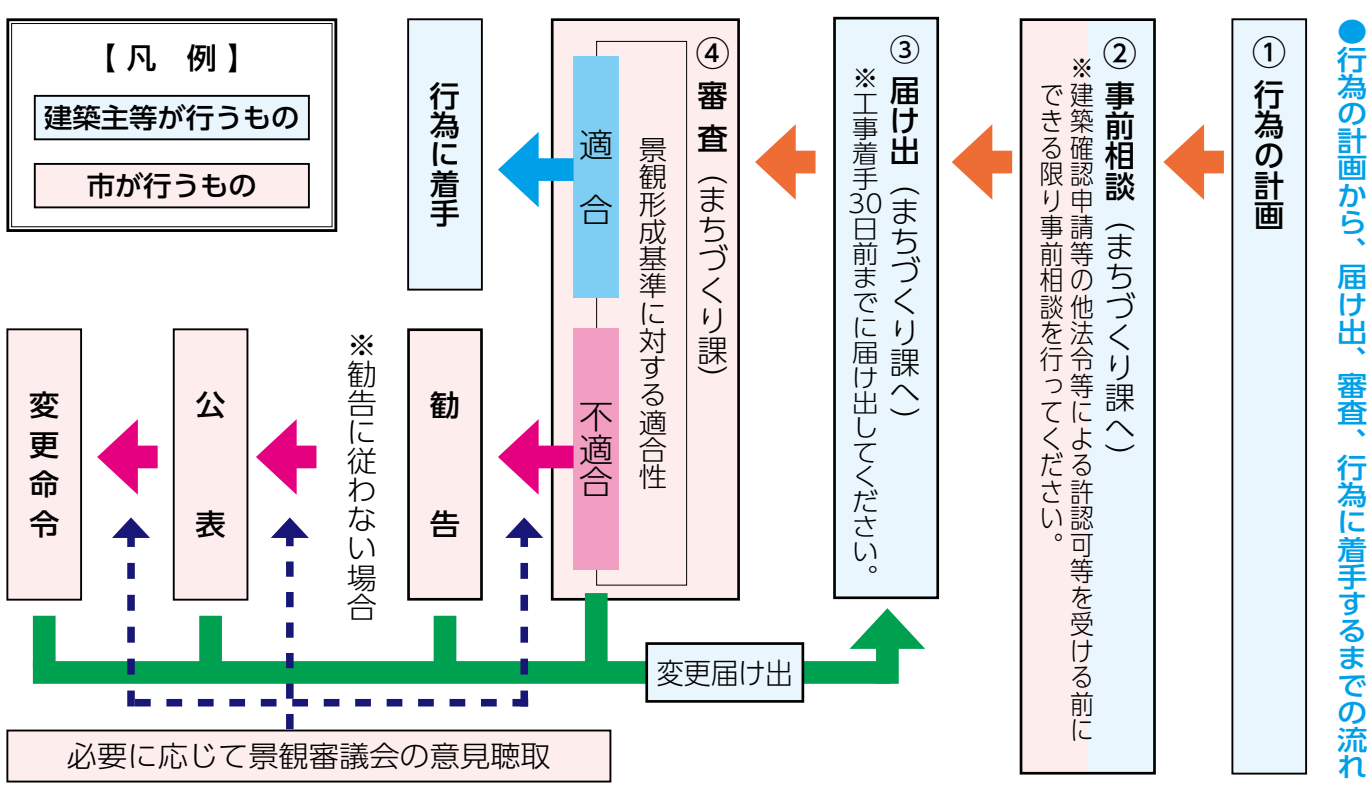 ●行為の計画から、届け出、審査、行為に着手するまでの流れ
① 行為の計画
② 事前相談（まちづくり課へ）
※建築確認申請等の他法令等による許認可等を受ける前に
できる限り事前相談を行ってください。
③ 届け出（まちづくり課へ）
※工事着手30日前までに届け出してください。
④ 審査（まちづくり課）
景観形成基準に対する適合性
適合
不適合
行為に着手
勧告
※勧告に従わない場合
公表
変更命令
変更届け出
必要に応じて景観審議会の意見聴取
【凡 例】
建築主等が行うもの
市が行うもの